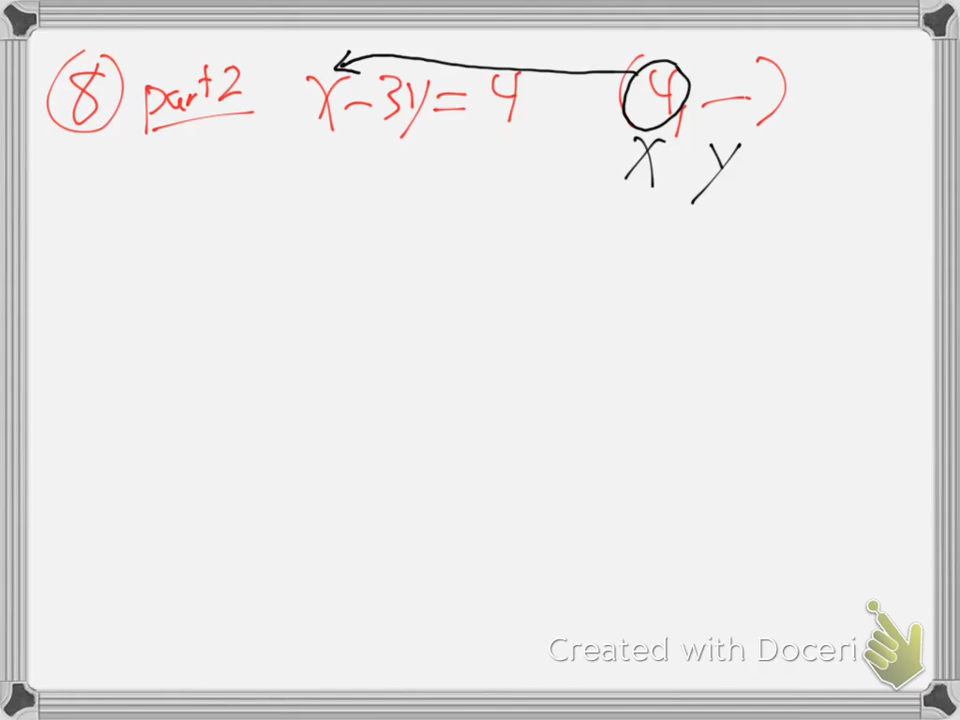 8 part 2 x - 3y = 4 (4, _)
x y
Created with Doceri